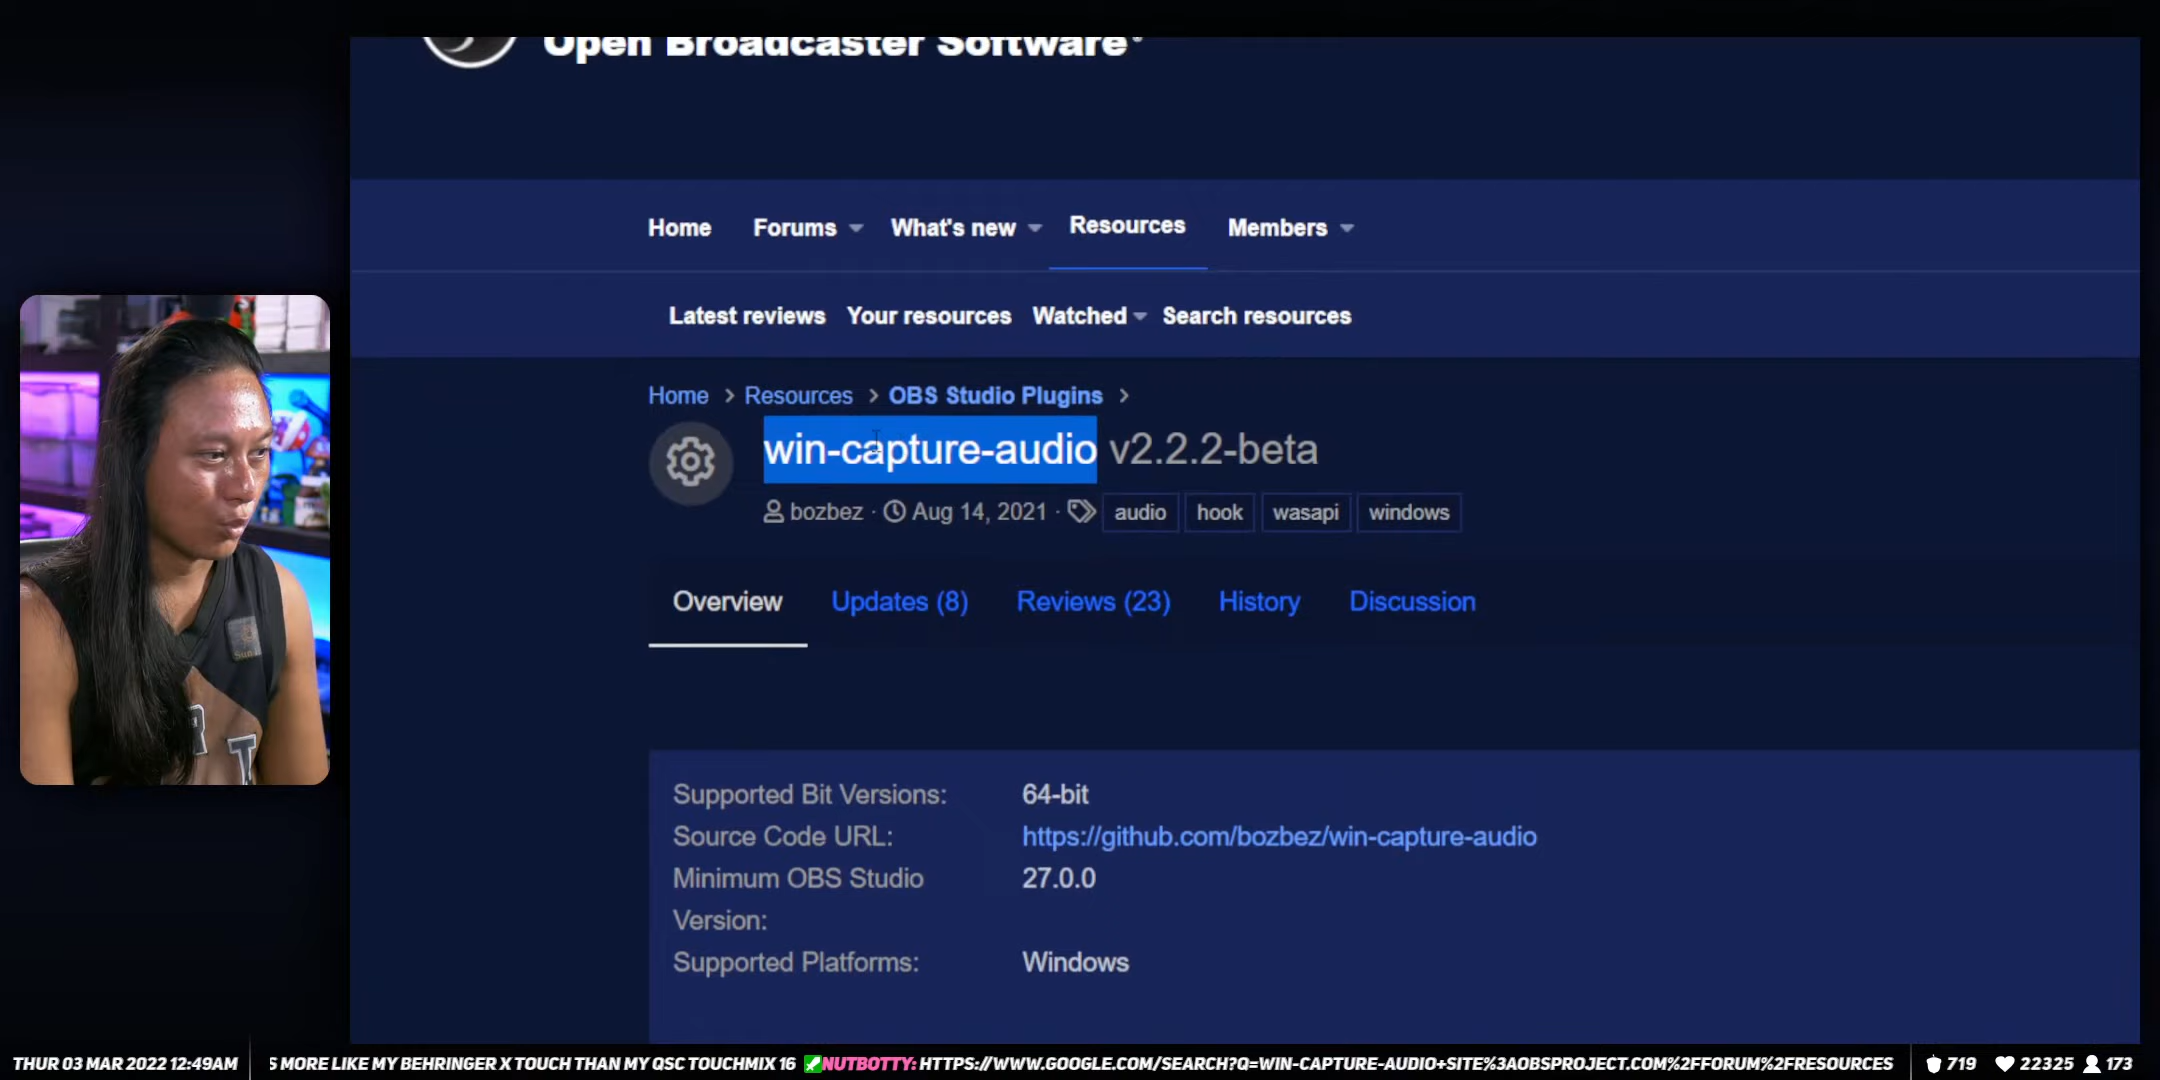 Open Broadcaster Software®
Home Forums What's new Resources Members
Latest reviews Your resources Watched Search resources
Home > Resources > OBS Studio Plugins >
win-capture-audio v2.2.2-beta
bozbez · Aug 14, 2021 · audio hook wasapi windows
Overview Updates (8) Reviews (23) History Discussion
Supported Bit Versions: 64-bit
Source Code URL: https://github.com/bozbez/win-capture-audio
Minimum OBS Studio 27.0.0
Version:
Supported Platforms: Windows
THUR 03 MAR 2022 12:49AM S MORE LIKE MY BEHRINGER X TOUCH THAN MY QSC TOUCHMIX 16 NUTBOTTY: HTTPS://WWW.GOOGLE.COM/SEARCH?Q=WIN-CAPTURE-AUDIO+SITE%3AOBSPROJECT.COM%2FFORUM%2FRESOURCES 719 22325 173